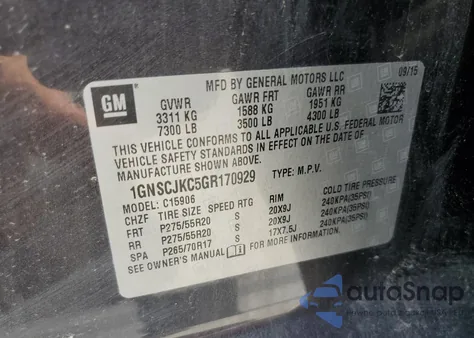 GM
MFD BY GENERAL MOTORS LLC 09/15
GVWR GAWR FRT GAWR RR
3311 KG 1588 KG 1951 KG
7300 LB 3500 LB 4300 LB
THIS VEHICLE CONFORMS TO ALL APPLICABLE U.S. FEDERAL MOTOR
VEHICLE SAFETY STANDARDS IN EFFECT ON THE DATE OF
MANUFACTURE SHOWN ABOVE.
1GNSCJKC5GR170929 TYPE: M.P.V.
MODEL: C15906
CHZF TIRE SIZE SPEED RTG RIM COLD TIRE PRESSURE
FRT P275/55R20 S 20X9J 240KPA(35PSI)
RR P275/55R20 S 20X9J 240KPA(35PSI)
SPA P265/70R17 S 17X7.5J 240KPA(35PSI)
SEE OWNER'S MANUAL FOR MORE INFORMATION.
autoSnap
WWW.AUTOSNAP